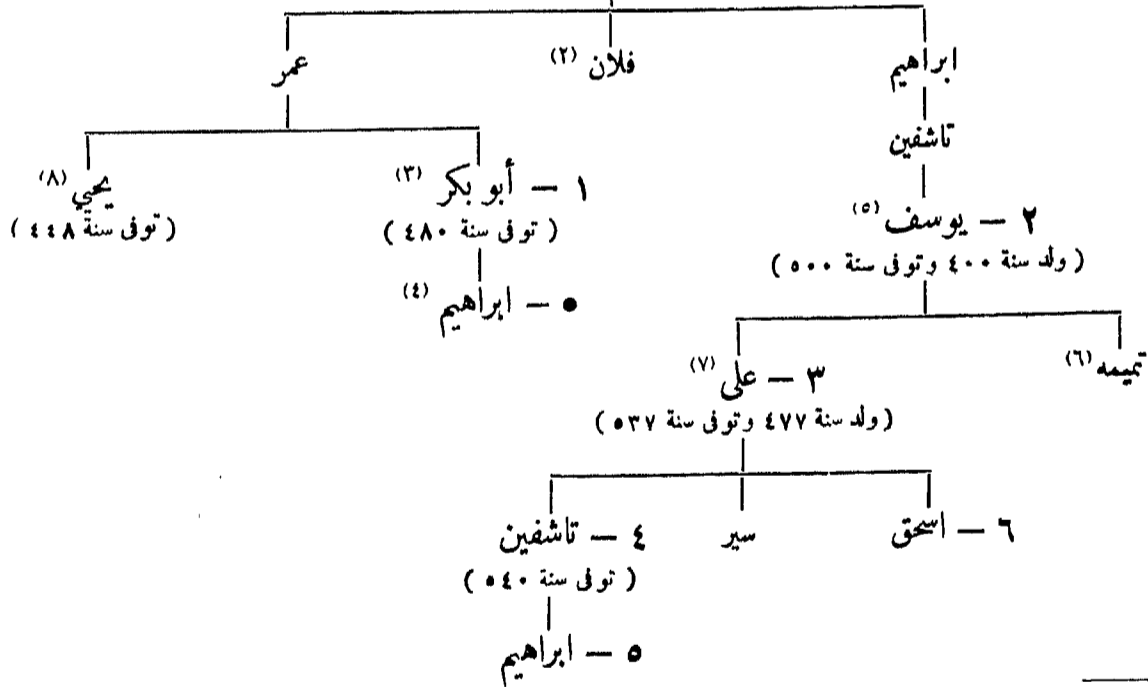 ابراهيم
فلان (٢)
عمر
تاشفين
١ — أبو بكر (٣)
يحيي (٨)
( توفى سنة ٤٨٠ )
( توفى سنة ٤٤٨ )
٢ — يوسف (٥)
( ولد سنة ٤٠٠ وتوفى سنة ٥٠٠ )
● — ابراهيم (٤)
تميمه (٦)
٣ — على (٧)
( ولد سنة ٤٧٧ وتوفى سنة ٥٣٧ )
٦ — اسحق
سير
٤ — تاشفين
( توفى سنة ٥٤٠ )
٥ — ابراهيم